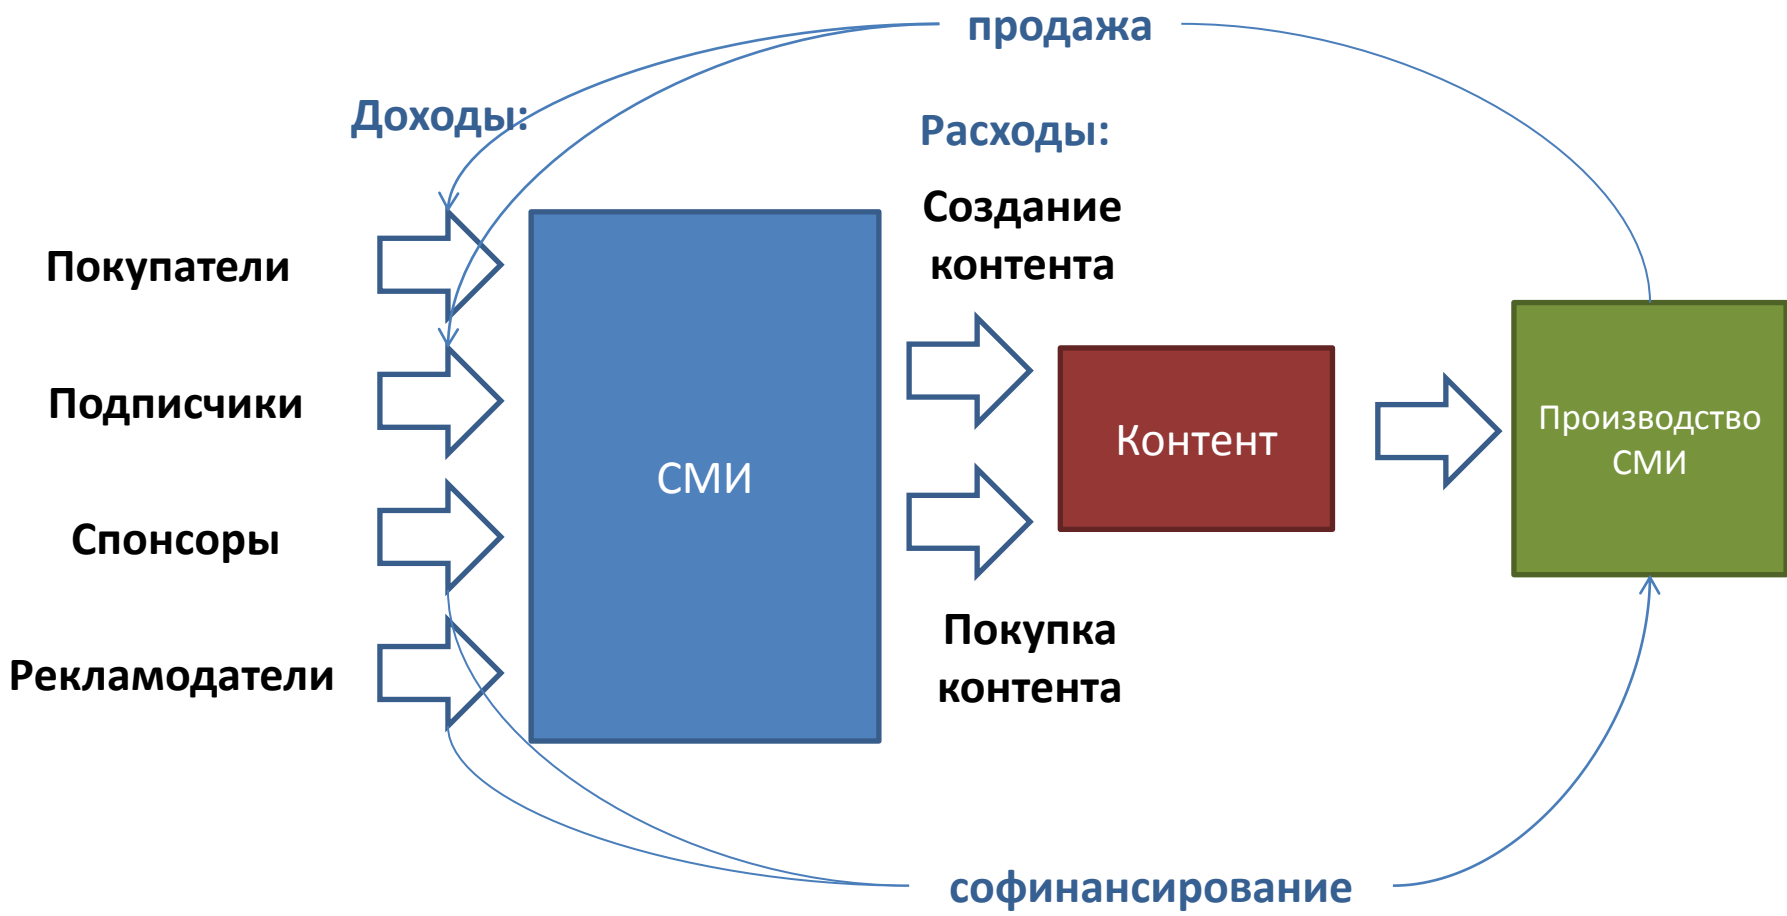 продажа
Доходы:
Расходы:
Создание
контента
Покупатели
Подписчики
Спонсоры
Рекламодатели
СМИ
Контент
Производство
СМИ
Покупка
контента
софинансирование